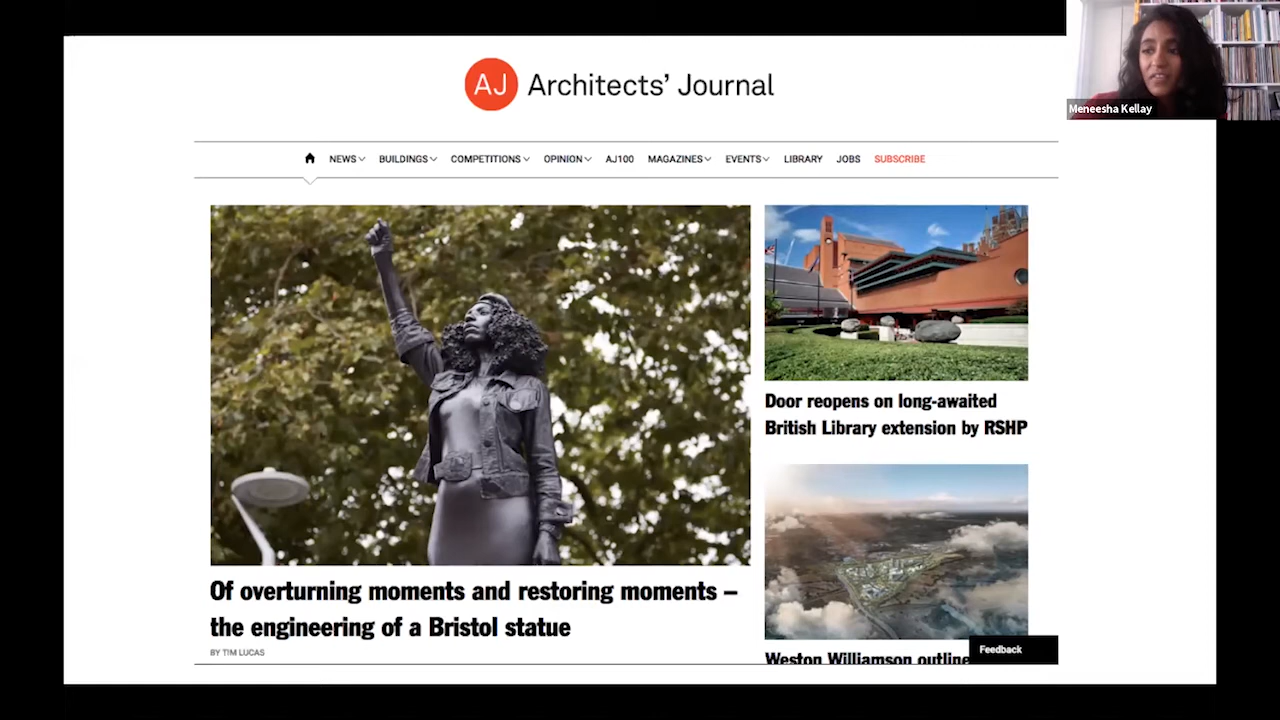 AJ Architects' Journal
Meneesha Kellay
NEWS BUILDINGS COMPETITIONS OPINION AJ100 MAGAZINES EVENTS LIBRARY JOBS SUBSCRIBE
Door reopens on long-awaited
British Library extension by RSHP
Of overturning moments and restoring moments –
the engineering of a Bristol statue
BY TIM LUCAS
Weston Williamson outline
Feedback